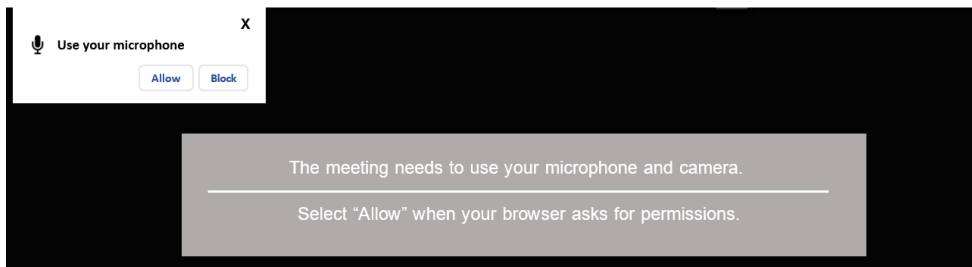 X
Use your microphone
Allow Block
The meeting needs to use your microphone and camera.
Select “Allow” when your browser asks for permissions.